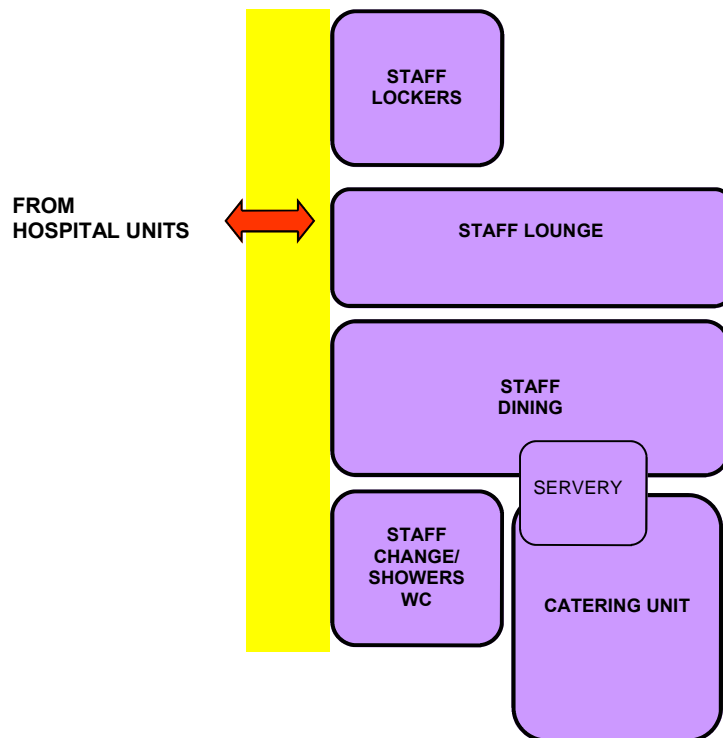 STAFF
LOCKERS
FROM
HOSPITAL UNITS
STAFF LOUNGE
STAFF
DINING
SERVERY
STAFF
CHANGE/
SHOWERS
WC
CATERING UNIT